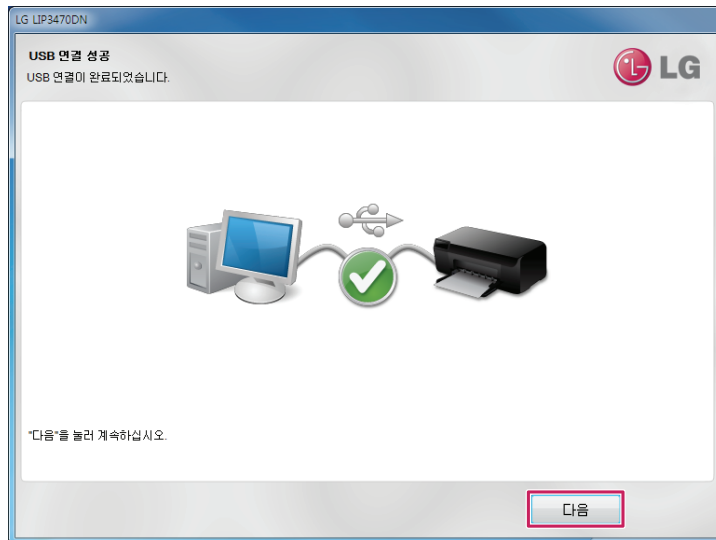 LG LIP3470DN
USB 연결 성공
USB 연결이 완료되었습니다.
LG
"다음"을 눌러 계속하십시오.
다음